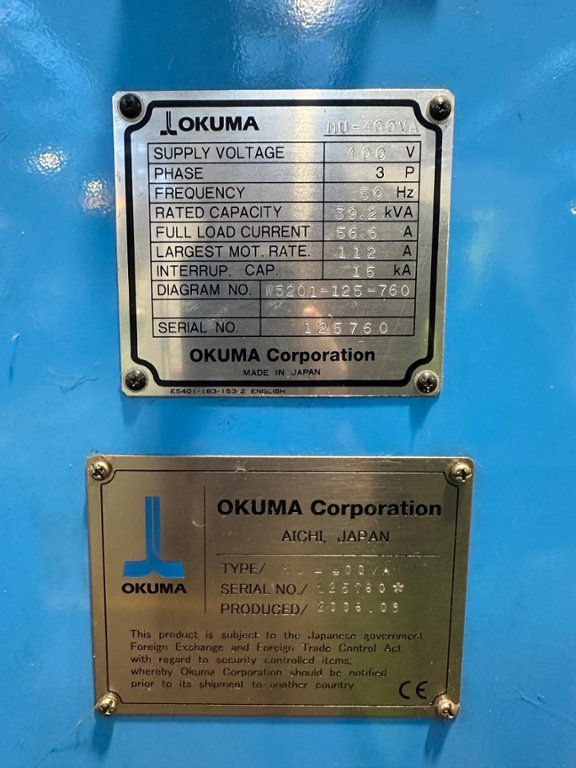 OKUMA MU-400VA
SUPPLY VOLTAGE 400 V
PHASE 3 P
FREQUENCY 50 Hz
RATED CAPACITY 39.2 kVA
FULL LOAD CURRENT 56.6 A
LARGEST MOT. RATE. 112 A
INTERRUP. CAP. 15 kA
DIAGRAM NO. W5201-125-760
SERIAL NO. 125760
OKUMA Corporation
MADE IN JAPAN
E5401-183-153-2 ENGLISH
OKUMA
OKUMA Corporation
AICHI, JAPAN
TYPE/ MU-400VA
SERIAL NO./ 125760*
PRODUCED/
This product is subject to the Japanese government
Foreign Exchange and Foreign Trade Control Act
with regard to security controlled items;
whereby Okuma Corporation should be notified
prior to its shipment to another country.
CE